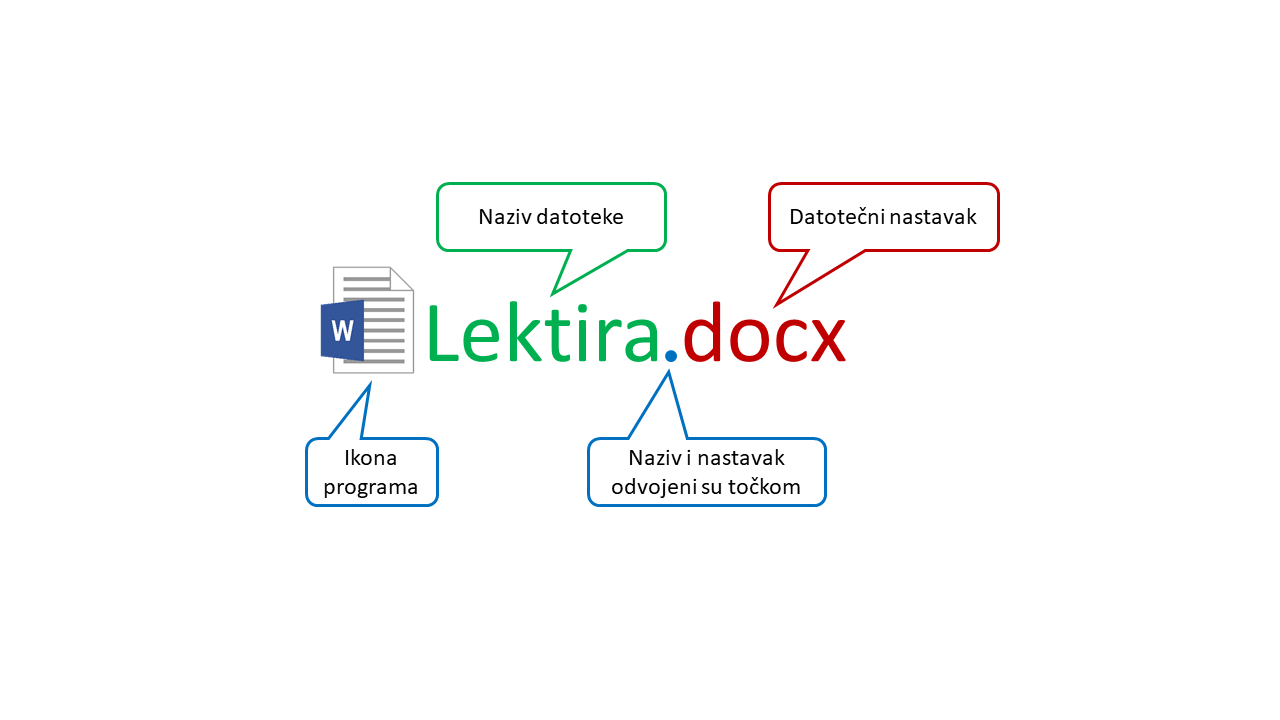 Naziv datoteke
Datotečni nastavak
W
Lektira.docx
Ikona
programa
Naziv i nastavak
odvojeni su točkom